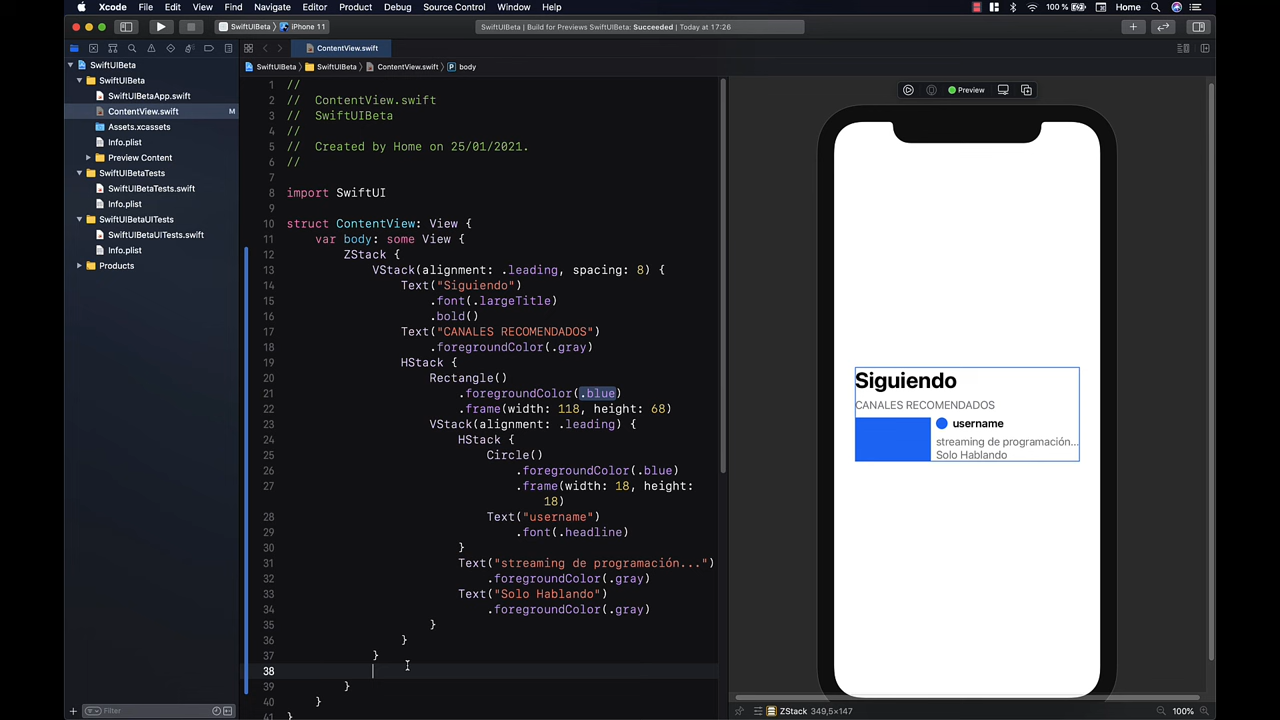 Xcode File Edit View Find Navigate Editor Product Debug Source Control Window Help 100 % Home
SwiftUIBeta iPhone 11 SwiftUIBeta | Build for Previews SwiftUIBeta: Succeeded | Today at 17:26
ContentView.swift
SwiftUIBeta SwiftUIBeta ContentView.swift body
SwiftUIBeta
SwiftUIBeta
SwiftUIBetaApp.swift
ContentView.swift M
Assets.xcassets
Info.plist
Preview Content
SwiftUIBetaTests
SwiftUIBetaTests.swift
Info.plist
SwiftUIBetaUITests
SwiftUIBetaUITests.swift
Info.plist
Products
Filter
1 //
2 // ContentView.swift
3 // SwiftUIBeta
4 //
5 // Created by Home on 25/01/2021.
6 //
7
8 import SwiftUI
9
10 struct ContentView: View {
11 var body: some View {
12 ZStack {
13 VStack(alignment: .leading, spacing: 8) {
14 Text("Siguiendo")
15 .font(.largeTitle)
16 .bold()
17 Text("CANALES RECOMENDADOS")
18 .foregroundColor(.gray)
19 HStack {
20 Rectangle()
21 .foregroundColor(.blue)
22 .frame(width: 118, height: 68)
23 VStack(alignment: .leading) {
24 HStack {
25 Circle()
26 .foregroundColor(.blue)
27 .frame(width: 18, height:
18)
28 Text("username")
29 .font(.headline)
30 }
31 Text("streaming de programación...")
32 .foregroundColor(.gray)
33 Text("Solo Hablando")
34 .foregroundColor(.gray)
35 }
36 }
37 }
38
39 }
40 }
41 }
Preview
Siguiendo
CANALES RECOMENDADOS
username
streaming de programación...
Solo Hablando
ZStack 349,5×147 100%